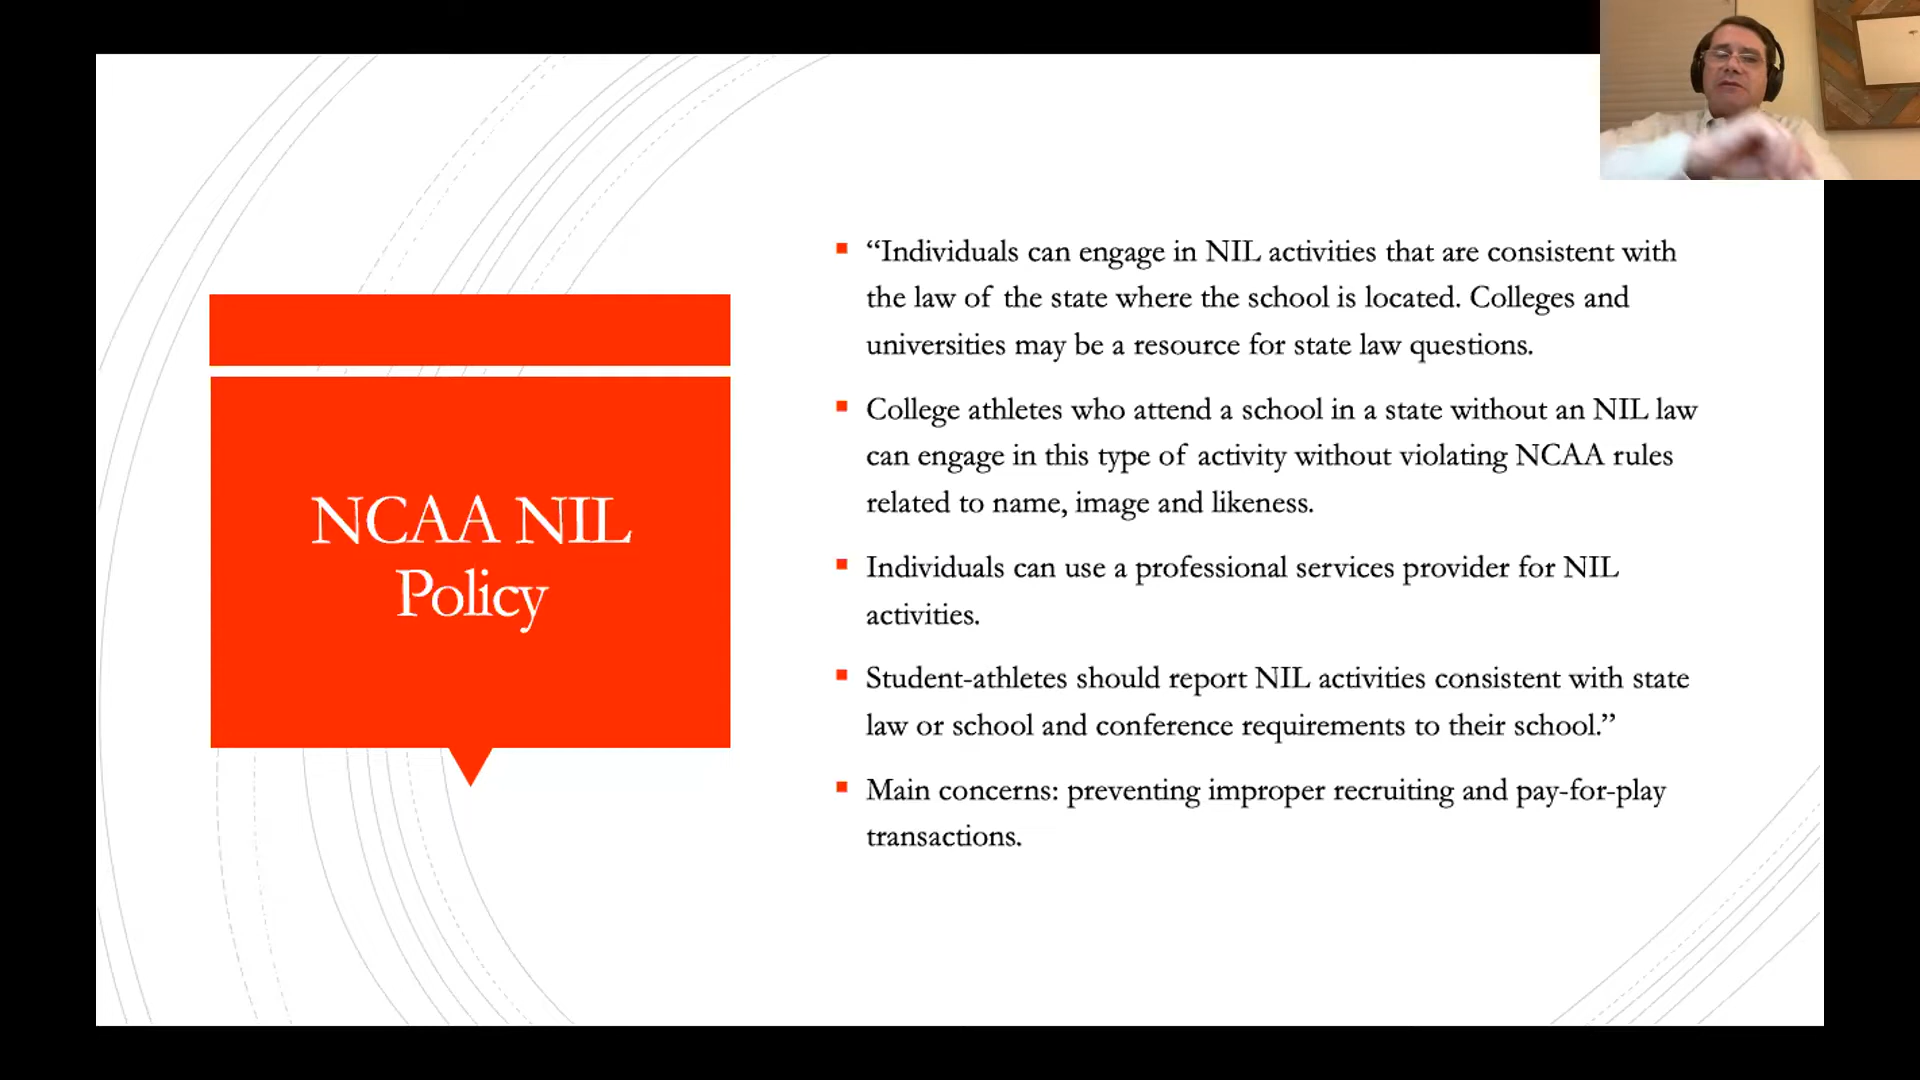 NCAA NIL
Policy
“Individuals can engage in NIL activities that are consistent with
the law of the state where the school is located. Colleges and
universities may be a resource for state law questions.
College athletes who attend a school in a state without an NIL law
can engage in this type of activity without violating NCAA rules
related to name, image and likeness.
Individuals can use a professional services provider for NIL
activities.
Student-athletes should report NIL activities consistent with state
law or school and conference requirements to their school.”
Main concerns: preventing improper recruiting and pay-for-play
transactions.